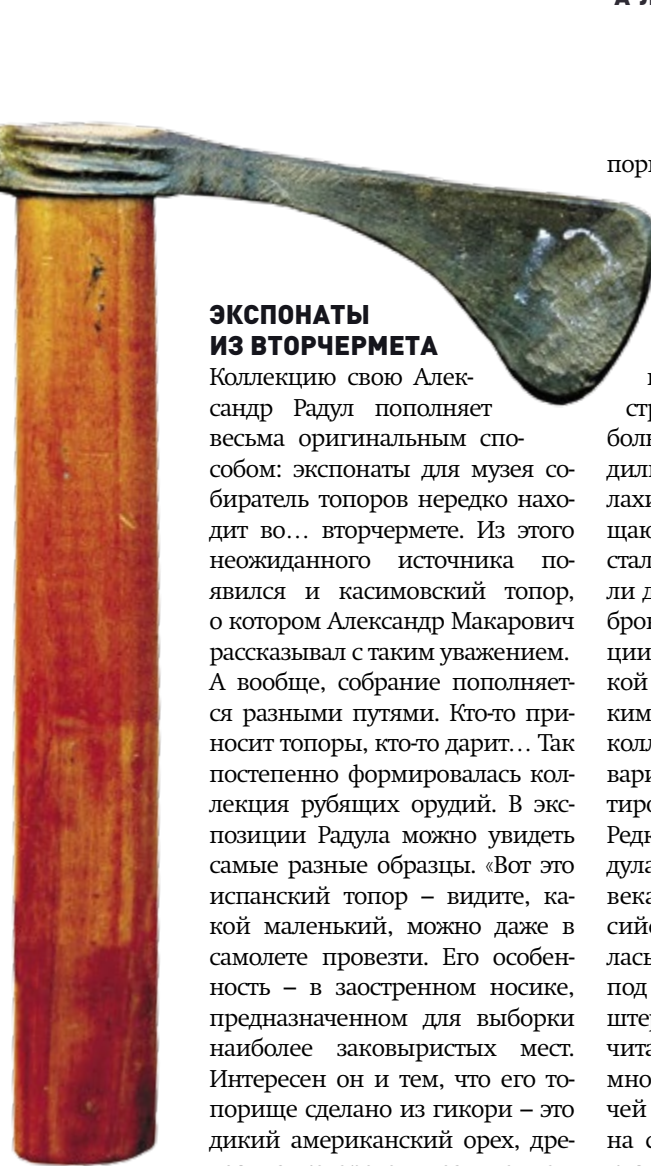 ЭКСПОНАТЫ
ИЗ ВТОРЧЕРМЕТА
Коллекцию свою Алек-
сандр Радул пополняет
весьма оригинальным спо-
собом: экспонаты для музея со-
биратель топоров нередко нахо-
дит во… вторчермете. Из этого
неожиданного источника по-
явился и касимовский топор,
о котором Александр Макарович
рассказывал с таким уважением.
А вообще, собрание пополняет-
ся разными путями. Кто-то при-
носит топоры, кто-то дарит… Так
постепенно формировалась кол-
лекция рубящих орудий. В экс-
позиции Радула можно увидеть
самые разные образцы. «Вот это
испанский топор – видите, ка-
кой маленький, можно даже в
самолете провезти. Его особен-
ность – в заостренном носике,
предназначенном для выборки
наиболее заковыристых мест.
Интересен он и тем, что его то-
порище сделано из гикори – это
дикий американский орех, дре-